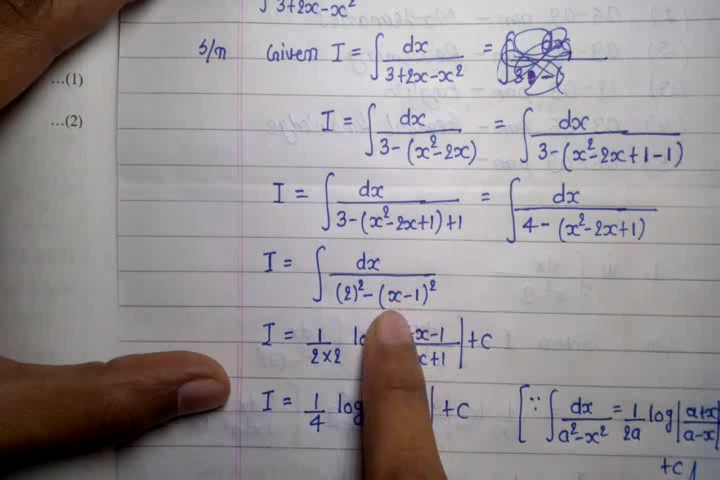 ∫ 3+2x-x²
...(1)
...(2)
S/n Given I = ∫ dx/(3+2x-x²) =
I = ∫ dx/(3-(x²-2x)) = ∫ dx/(3-(x²-2x+1-1))
I = ∫ dx/(3-(x²-2x+1)+1) = ∫ dx/(4-(x²-2x+1))
I = ∫ dx/((2)²-(x-1)²)
I = 1/(2×2) +x-1/x+1 | +c
I = 1/4 log | +c [∵ ∫ dx/(a²-x²) = 1/2a log |a+x/a-x|
+c]